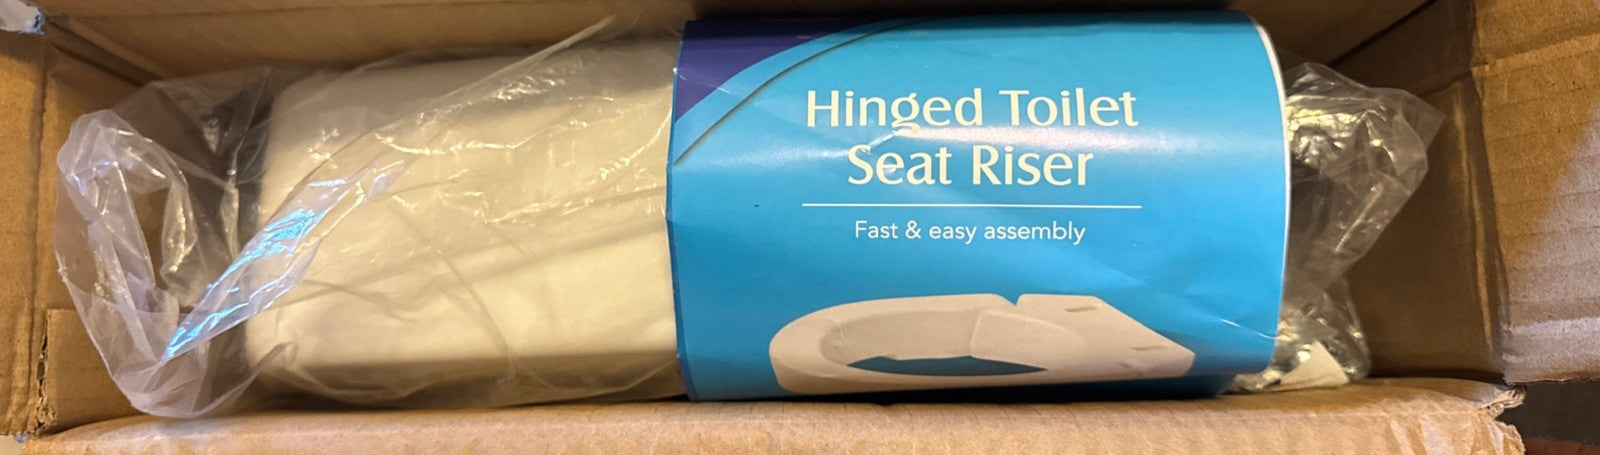 Hinged Toilet
Seat Riser
Fast & easy assembly